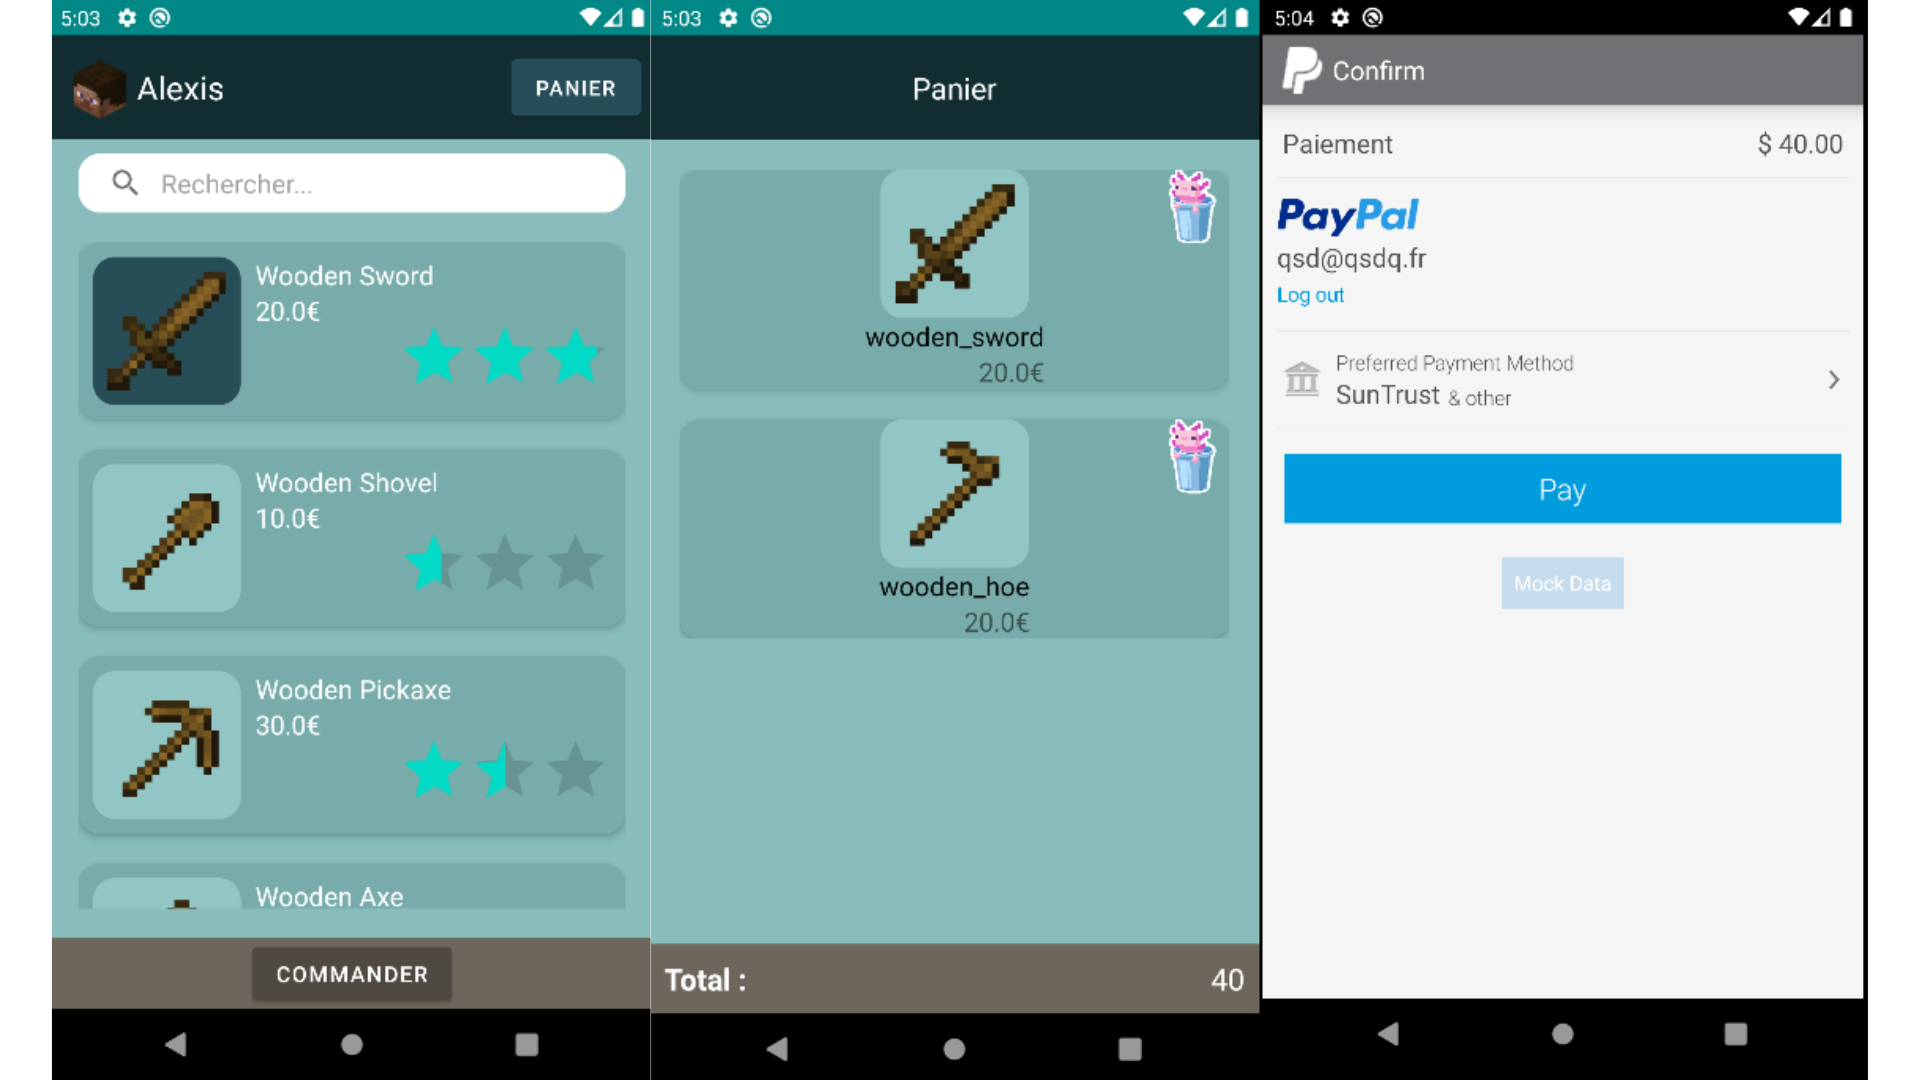 5:03
Alexis
PANIER
Rechercher...
Wooden Sword
20.0€
Wooden Shovel
10.0€
Wooden Pickaxe
30.0€
Wooden Axe
COMMANDER
5:03
Panier
wooden_sword
20.0€
wooden_hoe
20.0€
Total : 40
5:04
Confirm
Paiement $ 40.00
PayPal
qsd@qsdq.fr
Log out
Preferred Payment Method
SunTrust & other
Pay
Mock Data